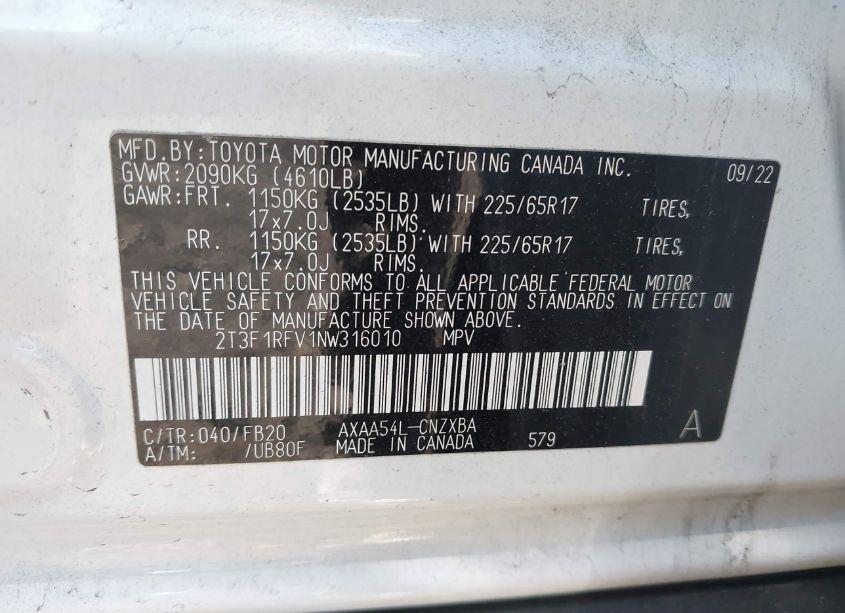 MFD.BY:TOYOTA MOTOR MANUFACTURING CANADA INC. 09/22
GVWR:2090KG (4610LB)
GAWR:FRT. 1150KG (2535LB) WITH 225/65R17 TIRES,
17x7.0J RIMS.
RR. 1150KG (2535LB) WITH 225/65R17 TIRES,
17x7.0J RIMS.
THIS VEHICLE CONFORMS TO ALL APPLICABLE FEDERAL MOTOR
VEHICLE SAFETY AND THEFT PREVENTION STANDARDS IN EFFECT ON
THE DATE OF MANUFACTURE SHOWN ABOVE.
2T3F1RFV1NW316010 MPV
C/TR:040/FB20 AXAA54L-CNZXBA
A/TM: /UB80F MADE IN CANADA 579 A